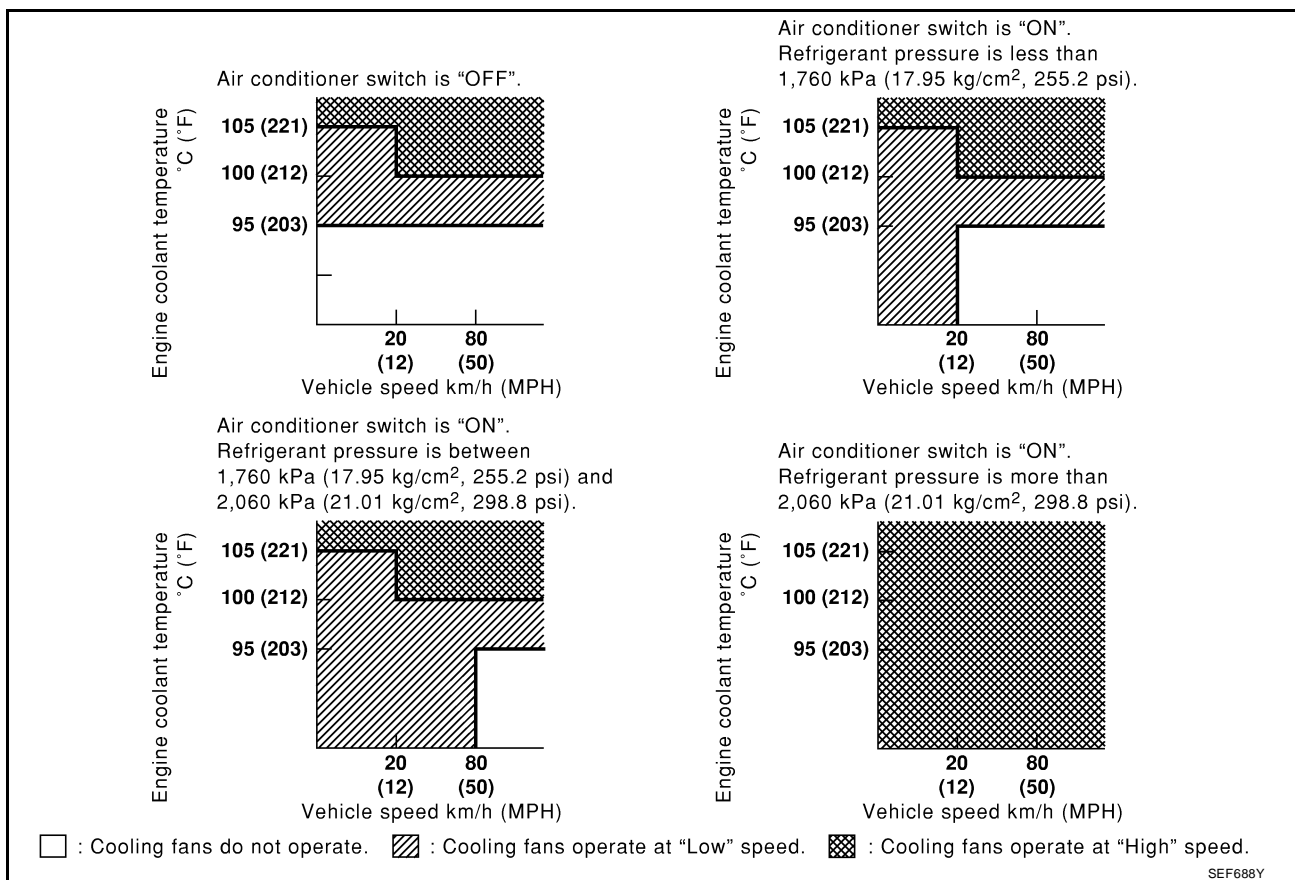 Air conditioner switch is “OFF”.
Engine coolant temperature
°C (°F)
105 (221)
100 (212)
95 (203)
20
(12)
80
(50)
Vehicle speed km/h (MPH)
Air conditioner switch is “ON”.
Refrigerant pressure is less than
1,760 kPa (17.95 kg/cm², 255.2 psi).
Engine coolant temperature
°C (°F)
105 (221)
100 (212)
95 (203)
20
(12)
80
(50)
Vehicle speed km/h (MPH)
Air conditioner switch is “ON”.
Refrigerant pressure is between
1,760 kPa (17.95 kg/cm², 255.2 psi) and
2,060 kPa (21.01 kg/cm², 298.8 psi).
Engine coolant temperature
°C (°F)
105 (221)
100 (212)
95 (203)
20
(12)
80
(50)
Vehicle speed km/h (MPH)
Air conditioner switch is “ON”.
Refrigerant pressure is more than
2,060 kPa (21.01 kg/cm², 298.8 psi).
Engine coolant temperature
°C (°F)
105 (221)
100 (212)
95 (203)
20
(12)
80
(50)
Vehicle speed km/h (MPH)
: Cooling fans do not operate.
: Cooling fans operate at “Low” speed.
: Cooling fans operate at “High” speed.
SEF688Y